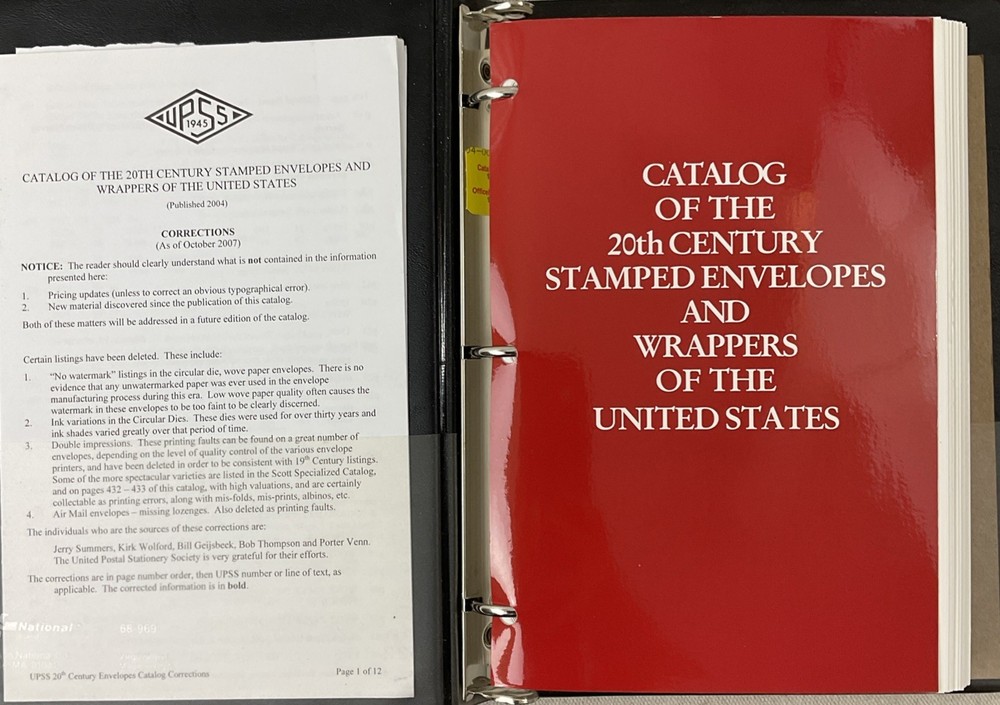 UPSS
1945
CATALOG OF THE 20TH CENTURY STAMPED ENVELOPES AND
WRAPPERS OF THE UNITED STATES
(Published 2004)
CORRECTIONS
(As of October 2007)
NOTICE: The reader should clearly understand what is not contained in the information
presented here:
1. Pricing updates (unless to correct an obvious typographical error).
2. New material discovered since the publication of this catalog.
Both of these matters will be addressed in a future edition of the catalog.
Certain listings have been deleted. These include:
1. "No watermark" listings in the circular die, wove paper envelopes. There is no
evidence that any unwatermarked paper was ever used in the envelope
manufacturing process during this era. Low wove paper quality often causes the
watermark in these envelopes to be too faint to be clearly discerned.
2. Ink variations in the Circular Dies. These dies were used for over thirty years and
ink shades varied greatly over that period of time.
3. Double impressions. These printing faults can be found on a great number of
envelopes, depending on the level of quality control of the various envelope
printers, and have been deleted in order to be consistent with 19th Century listings.
Some of the more spectacular varieties are listed in the Scott Specialized Catalog,
and on pages 432 – 433 of this catalog, with high valuations, and are certainly
collectable as printing errors, along with mis-folds, mis-prints, albinos, etc.
4. Air Mail envelopes – missing lozenges. Also deleted as printing faults.
The individuals who are the sources of these corrections are:
Jerry Summers, Kirk Wolford, Bill Geijsbeek, Bob Thompson and Porter Venn.
The United Postal Stationery Society is very grateful for their efforts.
The corrections are in page number order, then UPSS number or line of text, as
applicable. The corrected information is in bold.
National 66-969
UPSS 20th Century Envelopes Catalog Corrections Page 1 of 12
CATALOG
OF THE
20th CENTURY
STAMPED ENVELOPES
AND
WRAPPERS
OF THE
UNITED STATES